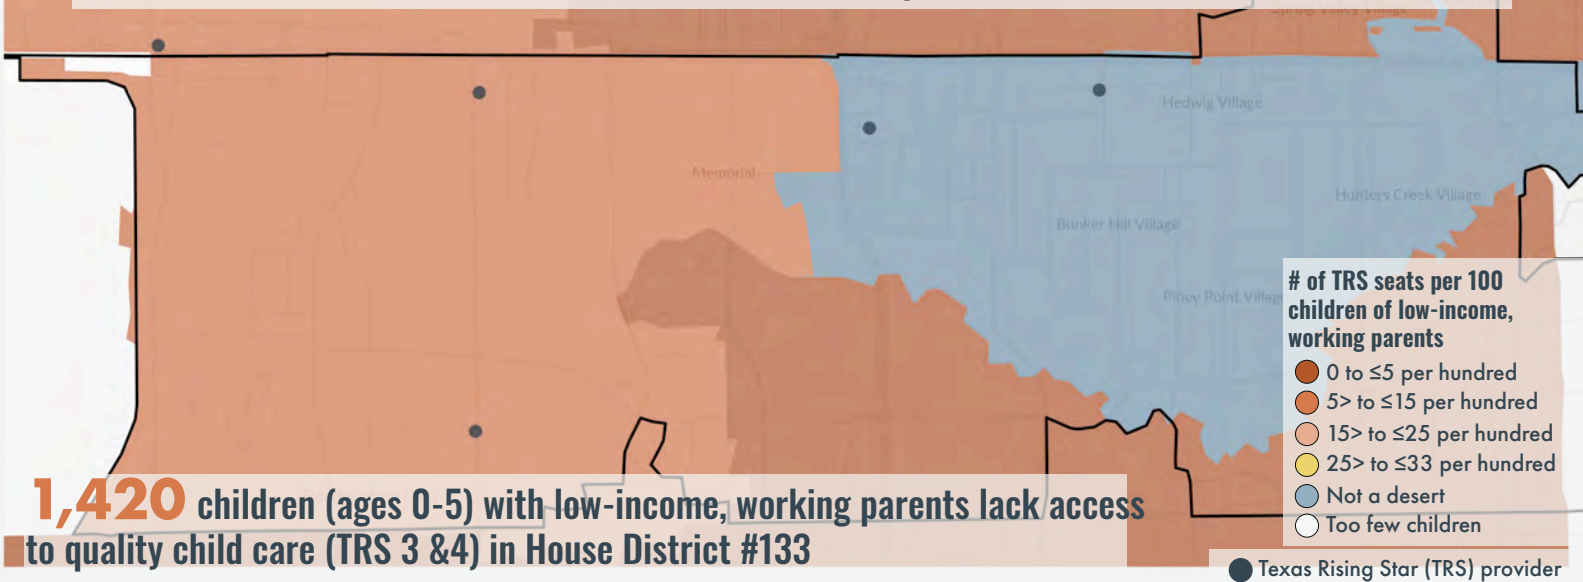 Spring Valley Village
Hedwig Village
Memorial
Hunters Creek Village
Bunker Hill Village
Piney Point Village
# of TRS seats per 100
children of low-income,
working parents
0 to ≤5 per hundred
5> to ≤15 per hundred
15> to ≤25 per hundred
25> to ≤33 per hundred
Not a desert
Too few children
1,420 children (ages 0-5) with low-income, working parents lack access
to quality child care (TRS 3 &4) in House District #133
Texas Rising Star (TRS) provider